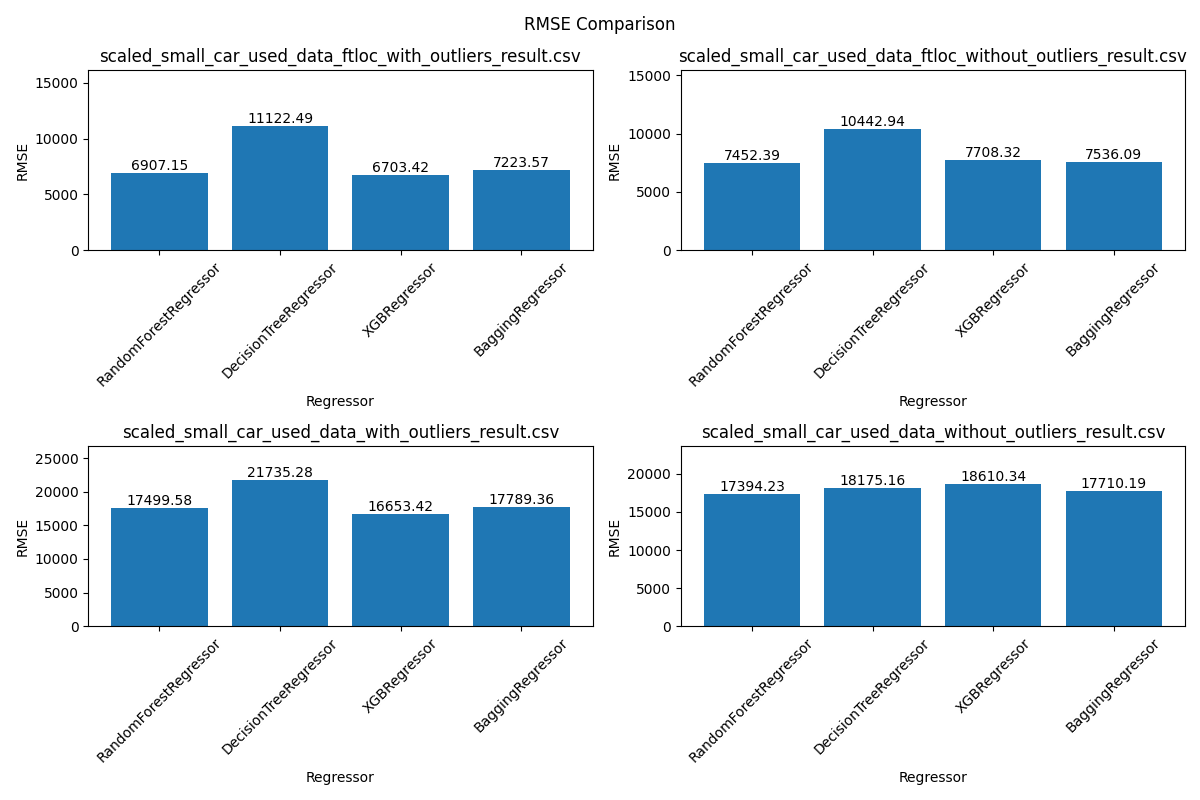 RMSE Comparison
scaled_small_car_used_data_ftloc_with_outliers_result.csv
15000
10000
5000
0
RMSE
6907.15
11122.49
6703.42
7223.57
RandomForestRegressor
DecisionTreeRegressor
XGBRegressor
BaggingRegressor
Regressor
scaled_small_car_used_data_ftloc_without_outliers_result.csv
15000
10000
5000
0
RMSE
7452.39
10442.94
7708.32
7536.09
RandomForestRegressor
DecisionTreeRegressor
XGBRegressor
BaggingRegressor
Regressor
scaled_small_car_used_data_with_outliers_result.csv
25000
20000
15000
10000
5000
0
RMSE
17499.58
21735.28
16653.42
17789.36
RandomForestRegressor
DecisionTreeRegressor
XGBRegressor
BaggingRegressor
Regressor
scaled_small_car_used_data_without_outliers_result.csv
20000
15000
10000
5000
0
RMSE
17394.23
18175.16
18610.34
17710.19
RandomForestRegressor
DecisionTreeRegressor
XGBRegressor
BaggingRegressor
Regressor